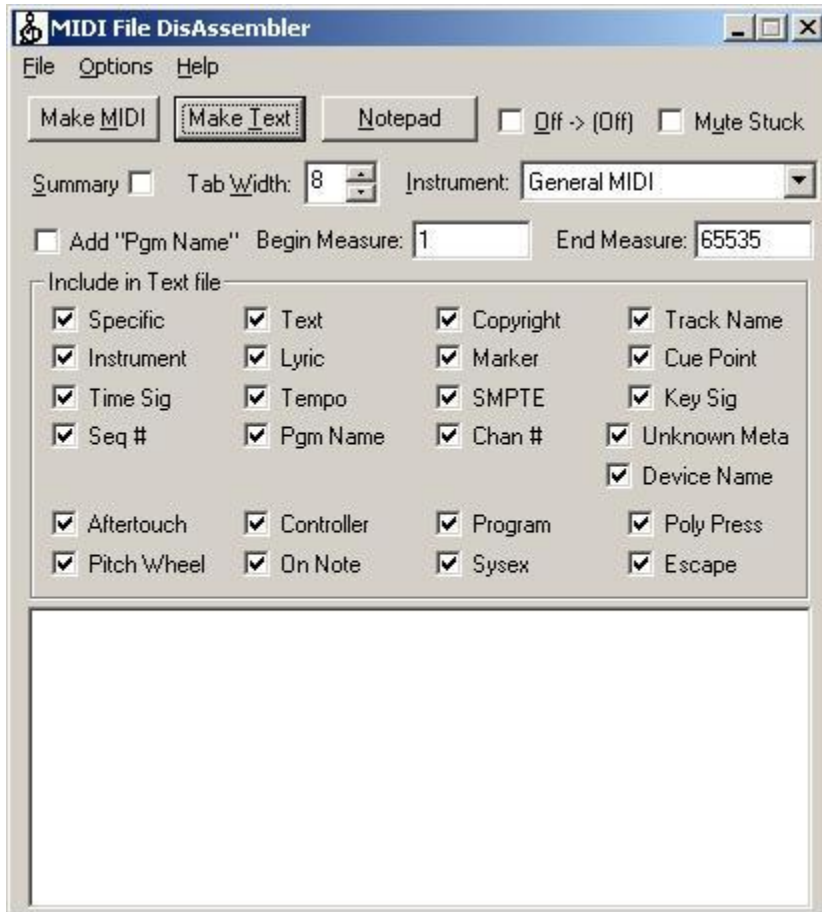 MIDI File DisAssembler
File Options Help
Make MIDI Make Text Notepad Off -> (Off) Mute Stuck
Summary Tab Width: 8 Instrument: General MIDI
Add "Pgm Name" Begin Measure: 1 End Measure: 65535
Include in Text file
Specific Text Copyright Track Name
Instrument Lyric Marker Cue Point
Time Sig Tempo SMPTE Key Sig
Seq # Pgm Name Chan # Unknown Meta
Device Name
Aftertouch Controller Program Poly Press
Pitch Wheel On Note Sysex Escape